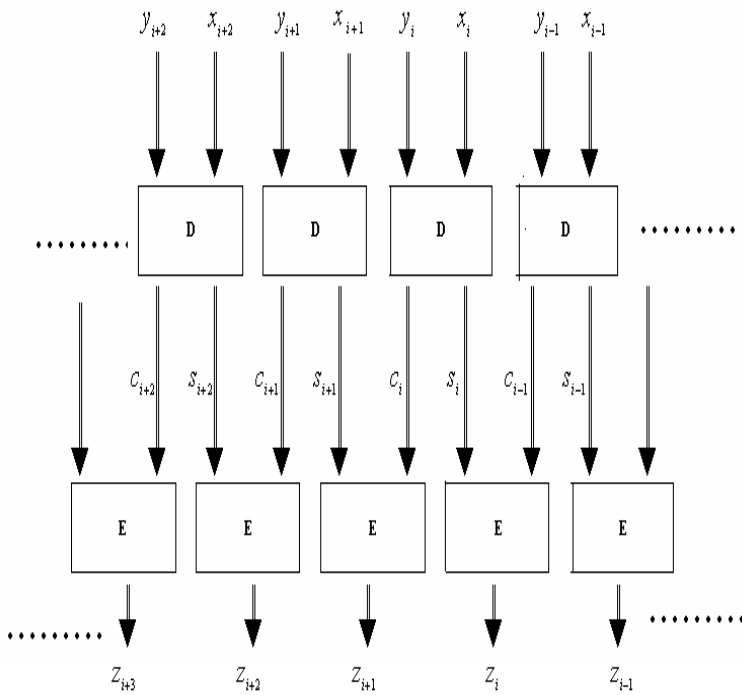 y_{i+2} x_{i+2} y_{i+1} x_{i+1} y_i x_i y_{i-1} x_{i-1}
D D D D
C_{i+2} S_{i+2} C_{i+1} S_{i+1} C_i S_i C_{i-1} S_{i-1}
E E E E E
Z_{i+3} Z_{i+2} Z_{i+1} Z_i Z_{i-1}